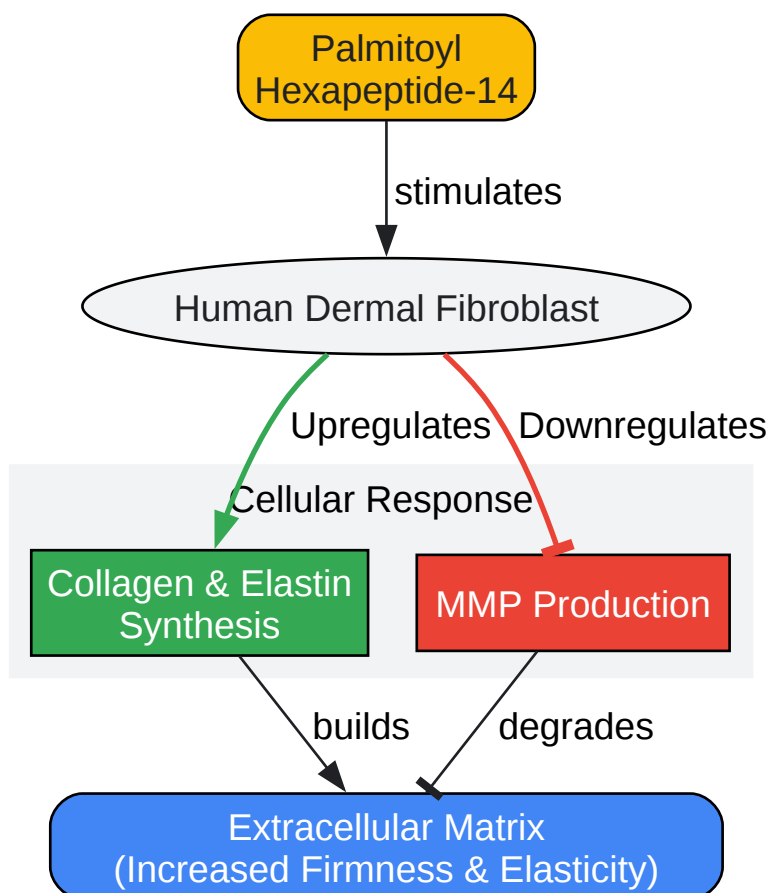 Palmitoyl
Hexapeptide-14
stimulates
Human Dermal Fibroblast
Upregulates
Downregulates
Cellular Response
Collagen & Elastin
Synthesis
MMP Production
builds
degrades
Extracellular Matrix
(Increased Firmness & Elasticity)